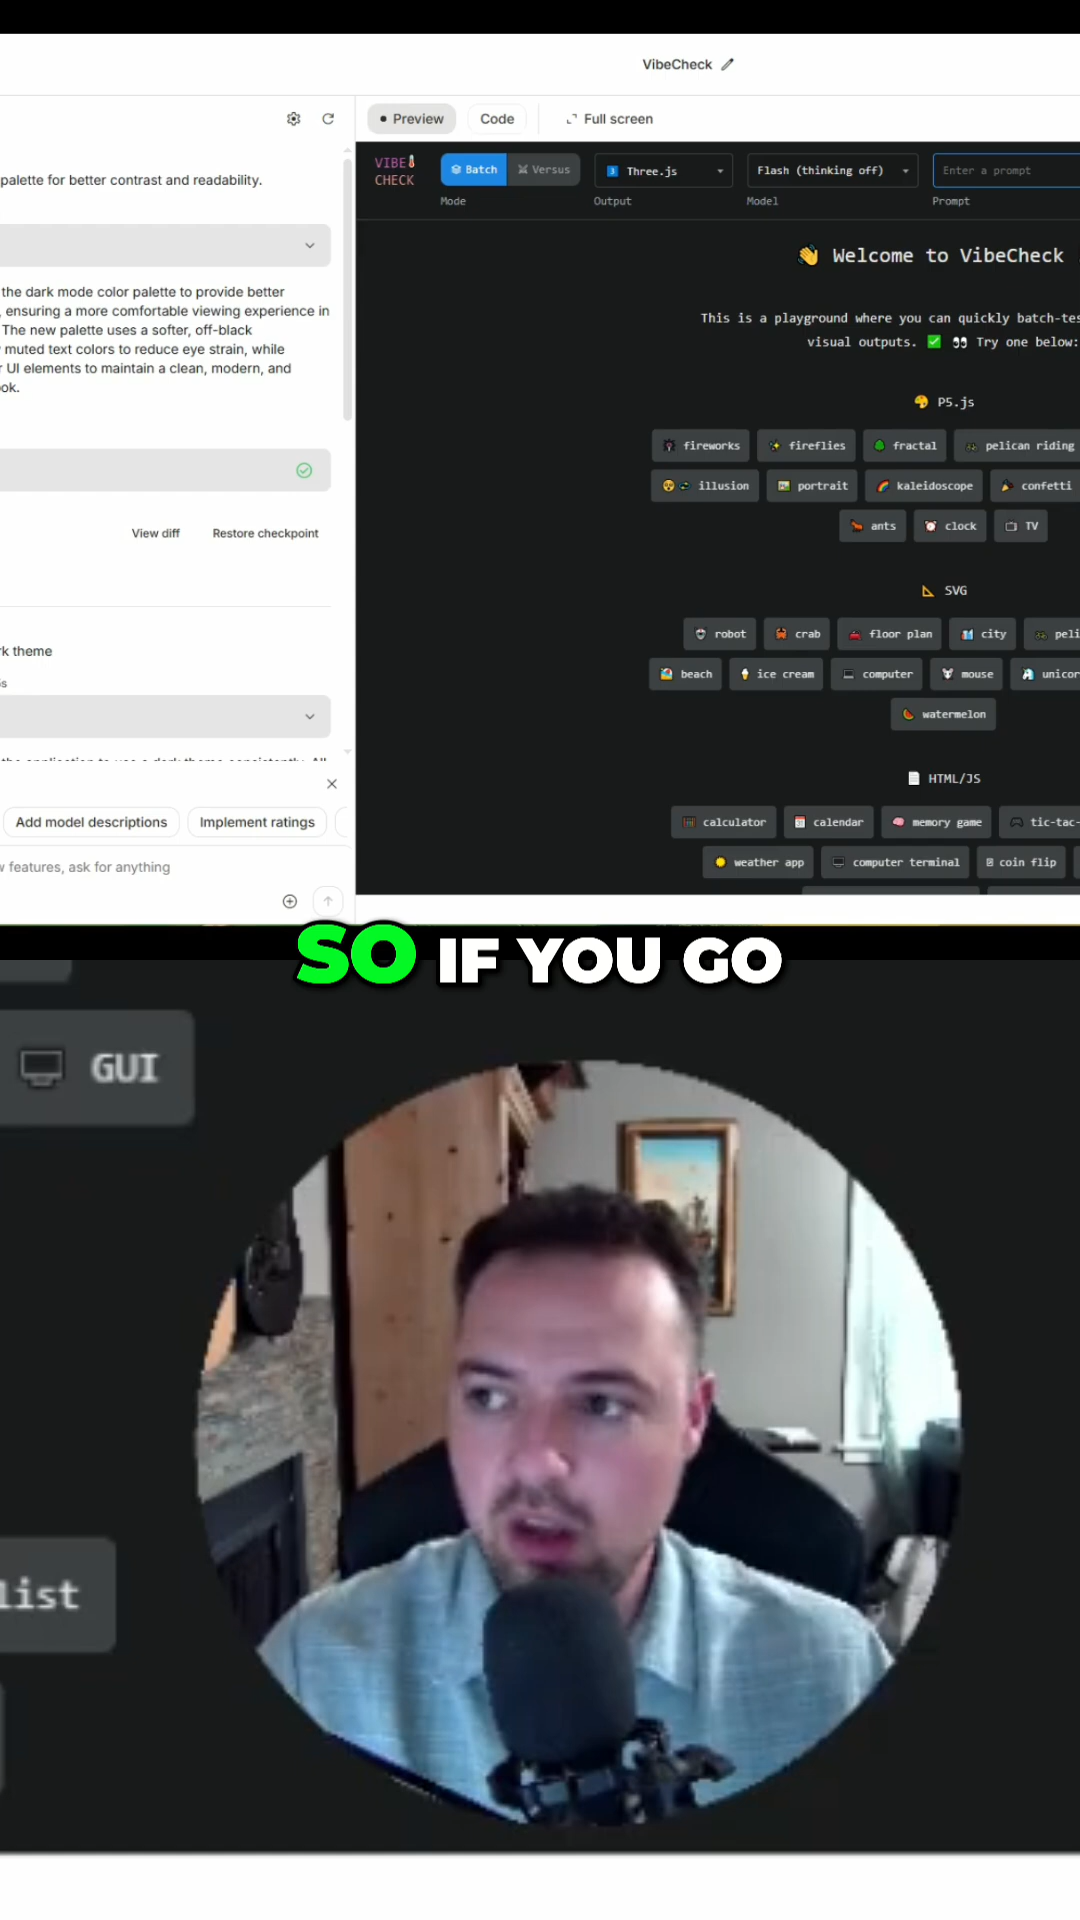 VibeCheck
Preview
Code
Full screen
palette for better contrast and readability.
the dark mode color palette to provide better
, ensuring a more comfortable viewing experience in
The new palette uses a softer, off-black
muted text colors to reduce eye strain, while
UI elements to maintain a clean, modern, and
ok.
View diff
Restore checkpoint
rk theme
s
Add model descriptions
Implement ratings
w features, ask for anything
VIBE
CHECK
Batch
Versus
Mode
Three.js
Output
Flash (thinking off)
Model
Enter a prompt
Prompt
👋 Welcome to VibeCheck
This is a playground where you can quickly batch-tes
visual outputs. ✅ 👀 Try one below:
P5.js
fireworks
fireflies
fractal
pelican riding
illusion
portrait
kaleidoscope
confetti
ants
clock
TV
SVG
robot
crab
floor plan
city
peli
beach
ice cream
computer
mouse
unicor
watermelon
HTML/JS
calculator
calendar
memory game
tic-tac-
weather app
computer terminal
coin flip
SO IF YOU GO
GUI
list